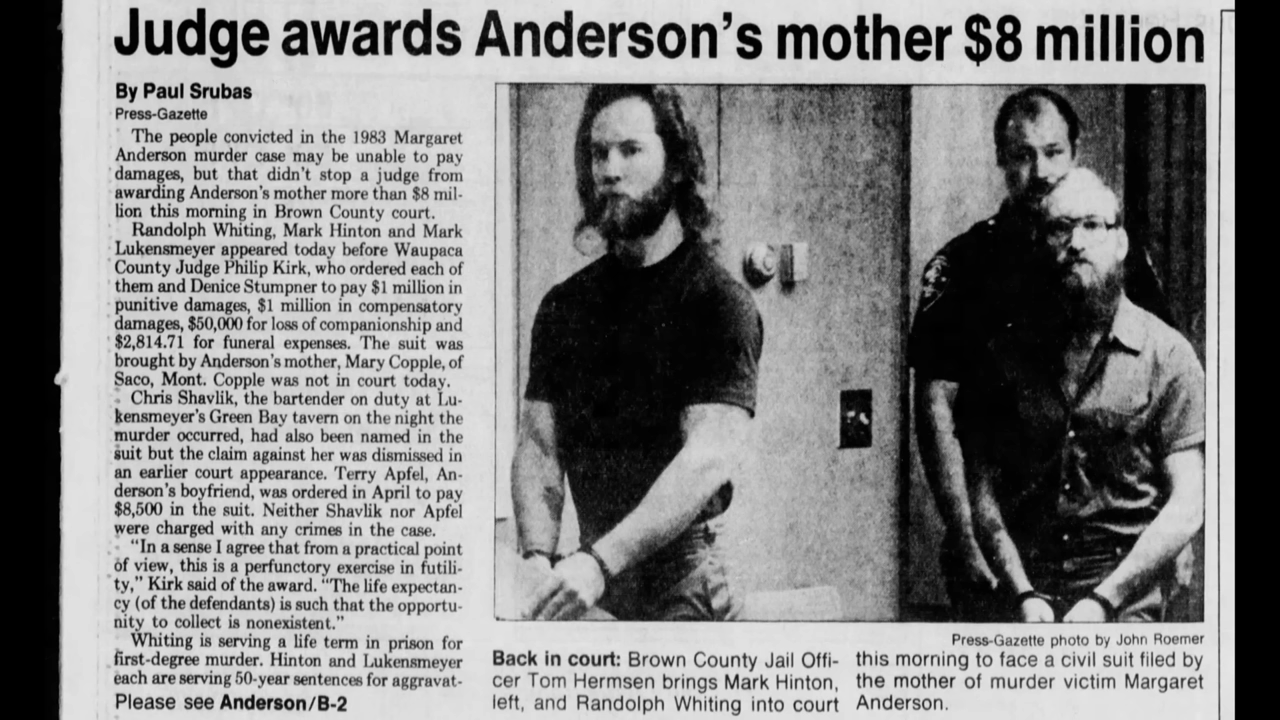 Judge awards Anderson's mother $8 million
By Paul Srubas
Press-Gazette
The people convicted in the 1983 Margaret
Anderson murder case may be unable to pay
damages, but that didn't stop a judge from
awarding Anderson's mother more than $8 mil-
lion this morning in Brown County court.
Randolph Whiting, Mark Hinton and Mark
Lukensmeyer appeared today before Waupaca
County Judge Philip Kirk, who ordered each of
them and Denice Stumpner to pay $1 million in
punitive damages, $1 million in compensatory
damages, $50,000 for loss of companionship and
$2,814.71 for funeral expenses. The suit was
brought by Anderson's mother, Mary Copple, of
Saco, Mont. Copple was not in court today.
Chris Shavlik, the bartender on duty at Lu-
kensmeyer's Green Bay tavern on the night the
murder occurred, had also been named in the
suit but the claim against her was dismissed in
an earlier court appearance. Terry Apfel, An-
derson's boyfriend, was ordered in April to pay
$8,500 in the suit. Neither Shavlik nor Apfel
were charged with any crimes in the case.
"In a sense I agree that from a practical point
of view, this is a perfunctory exercise in futili-
ty," Kirk said of the award. "The life expectan-
cy (of the defendants) is such that the opportu-
nity to collect is nonexistent."
Whiting is serving a life term in prison for
first-degree murder. Hinton and Lukensmeyer
each are serving 50-year sentences for aggravat-
Please see Anderson/B-2
Press-Gazette photo by John Roemer
Back in court: Brown County Jail Offi-
cer Tom Hermsen brings Mark Hinton,
left, and Randolph Whiting into court
this morning to face a civil suit filed by
the mother of murder victim Margaret
Anderson.